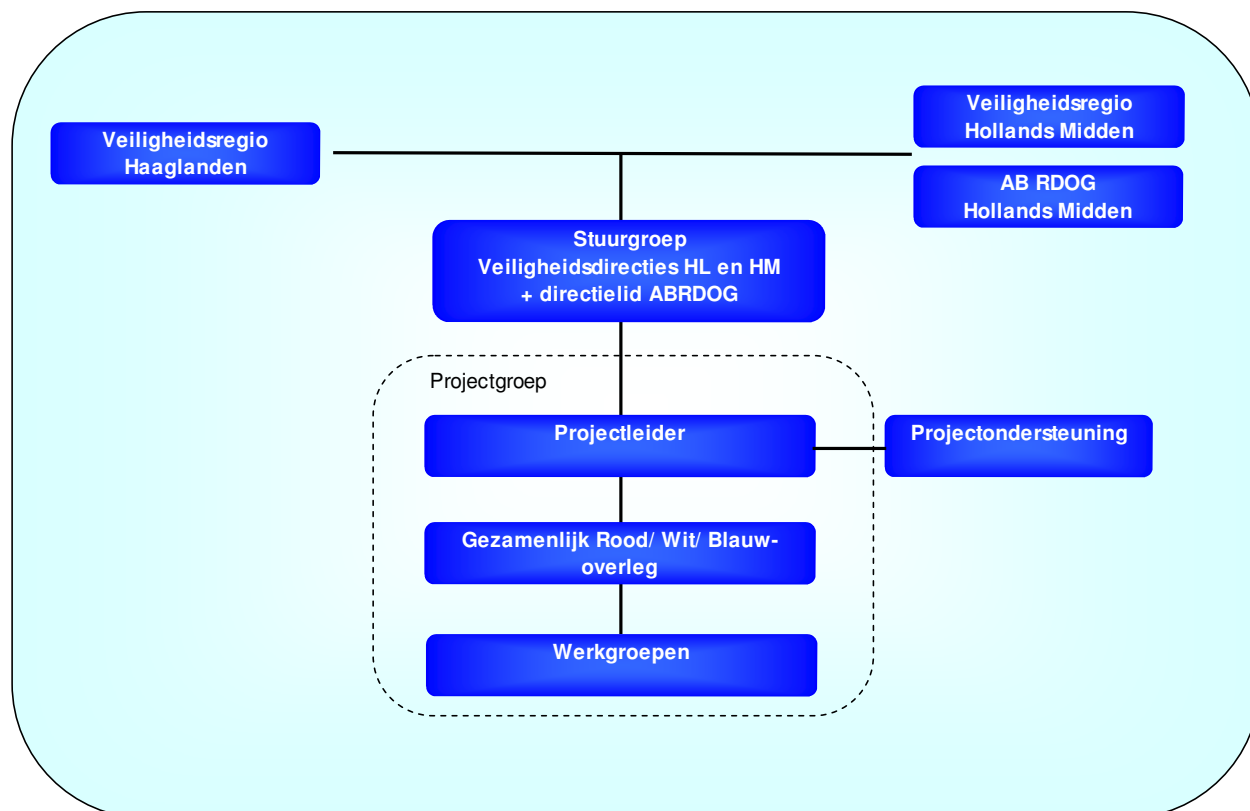 Veiligheidsregio
Haaglanden
Veiligheidsregio
Hollands Midden
AB RDOG
Hollands Midden
Stuurgroep
Veiligheidsdirecties HL en HM
+ directielid ABRDOG
Projectgroep
Projectleider
Projectondersteuning
Gezamenlijk Rood/ Wit/ Blauw-
overleg
Werkgroepen